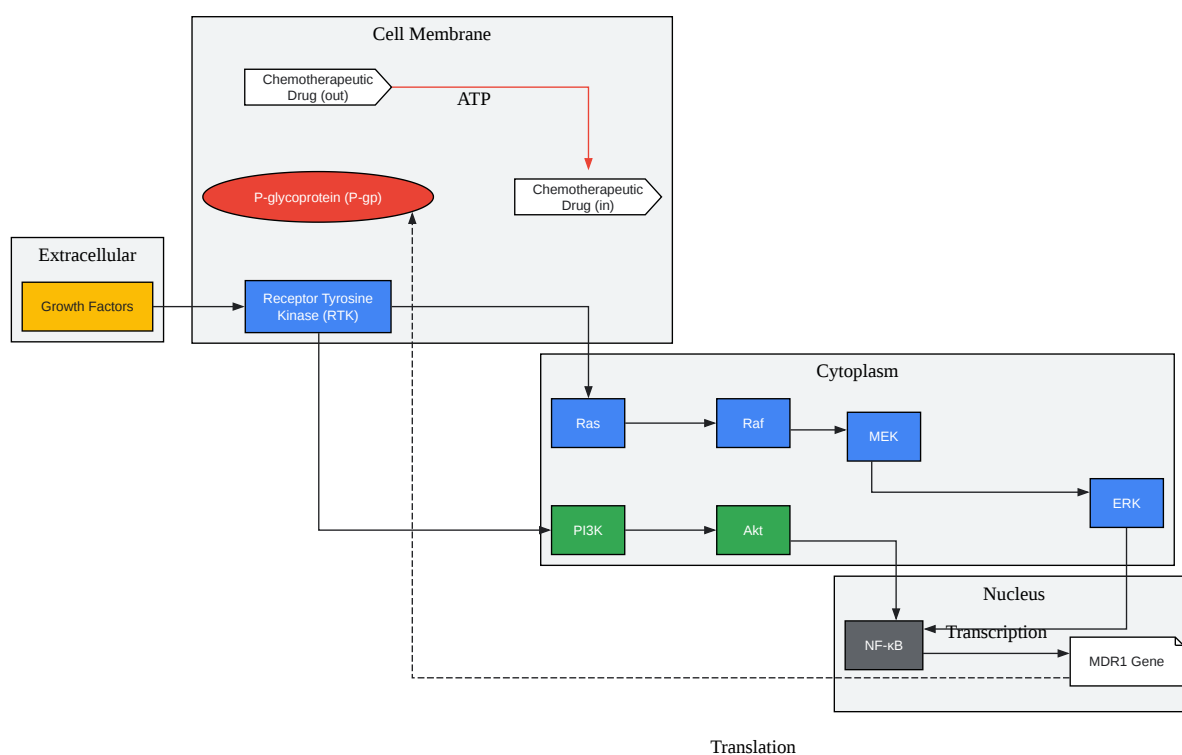 Cell Membrane
Chemotherapeutic
Drug (out)
ATP
P-glycoprotein (P-gp)
Chemotherapeutic
Drug (in)
Extracellular
Growth Factors
Receptor Tyrosine
Kinase (RTK)
Cytoplasm
Ras
Raf
MEK
ERK
PI3K
Akt
Nucleus
NF-κB
Transcription
MDR1 Gene
Translation